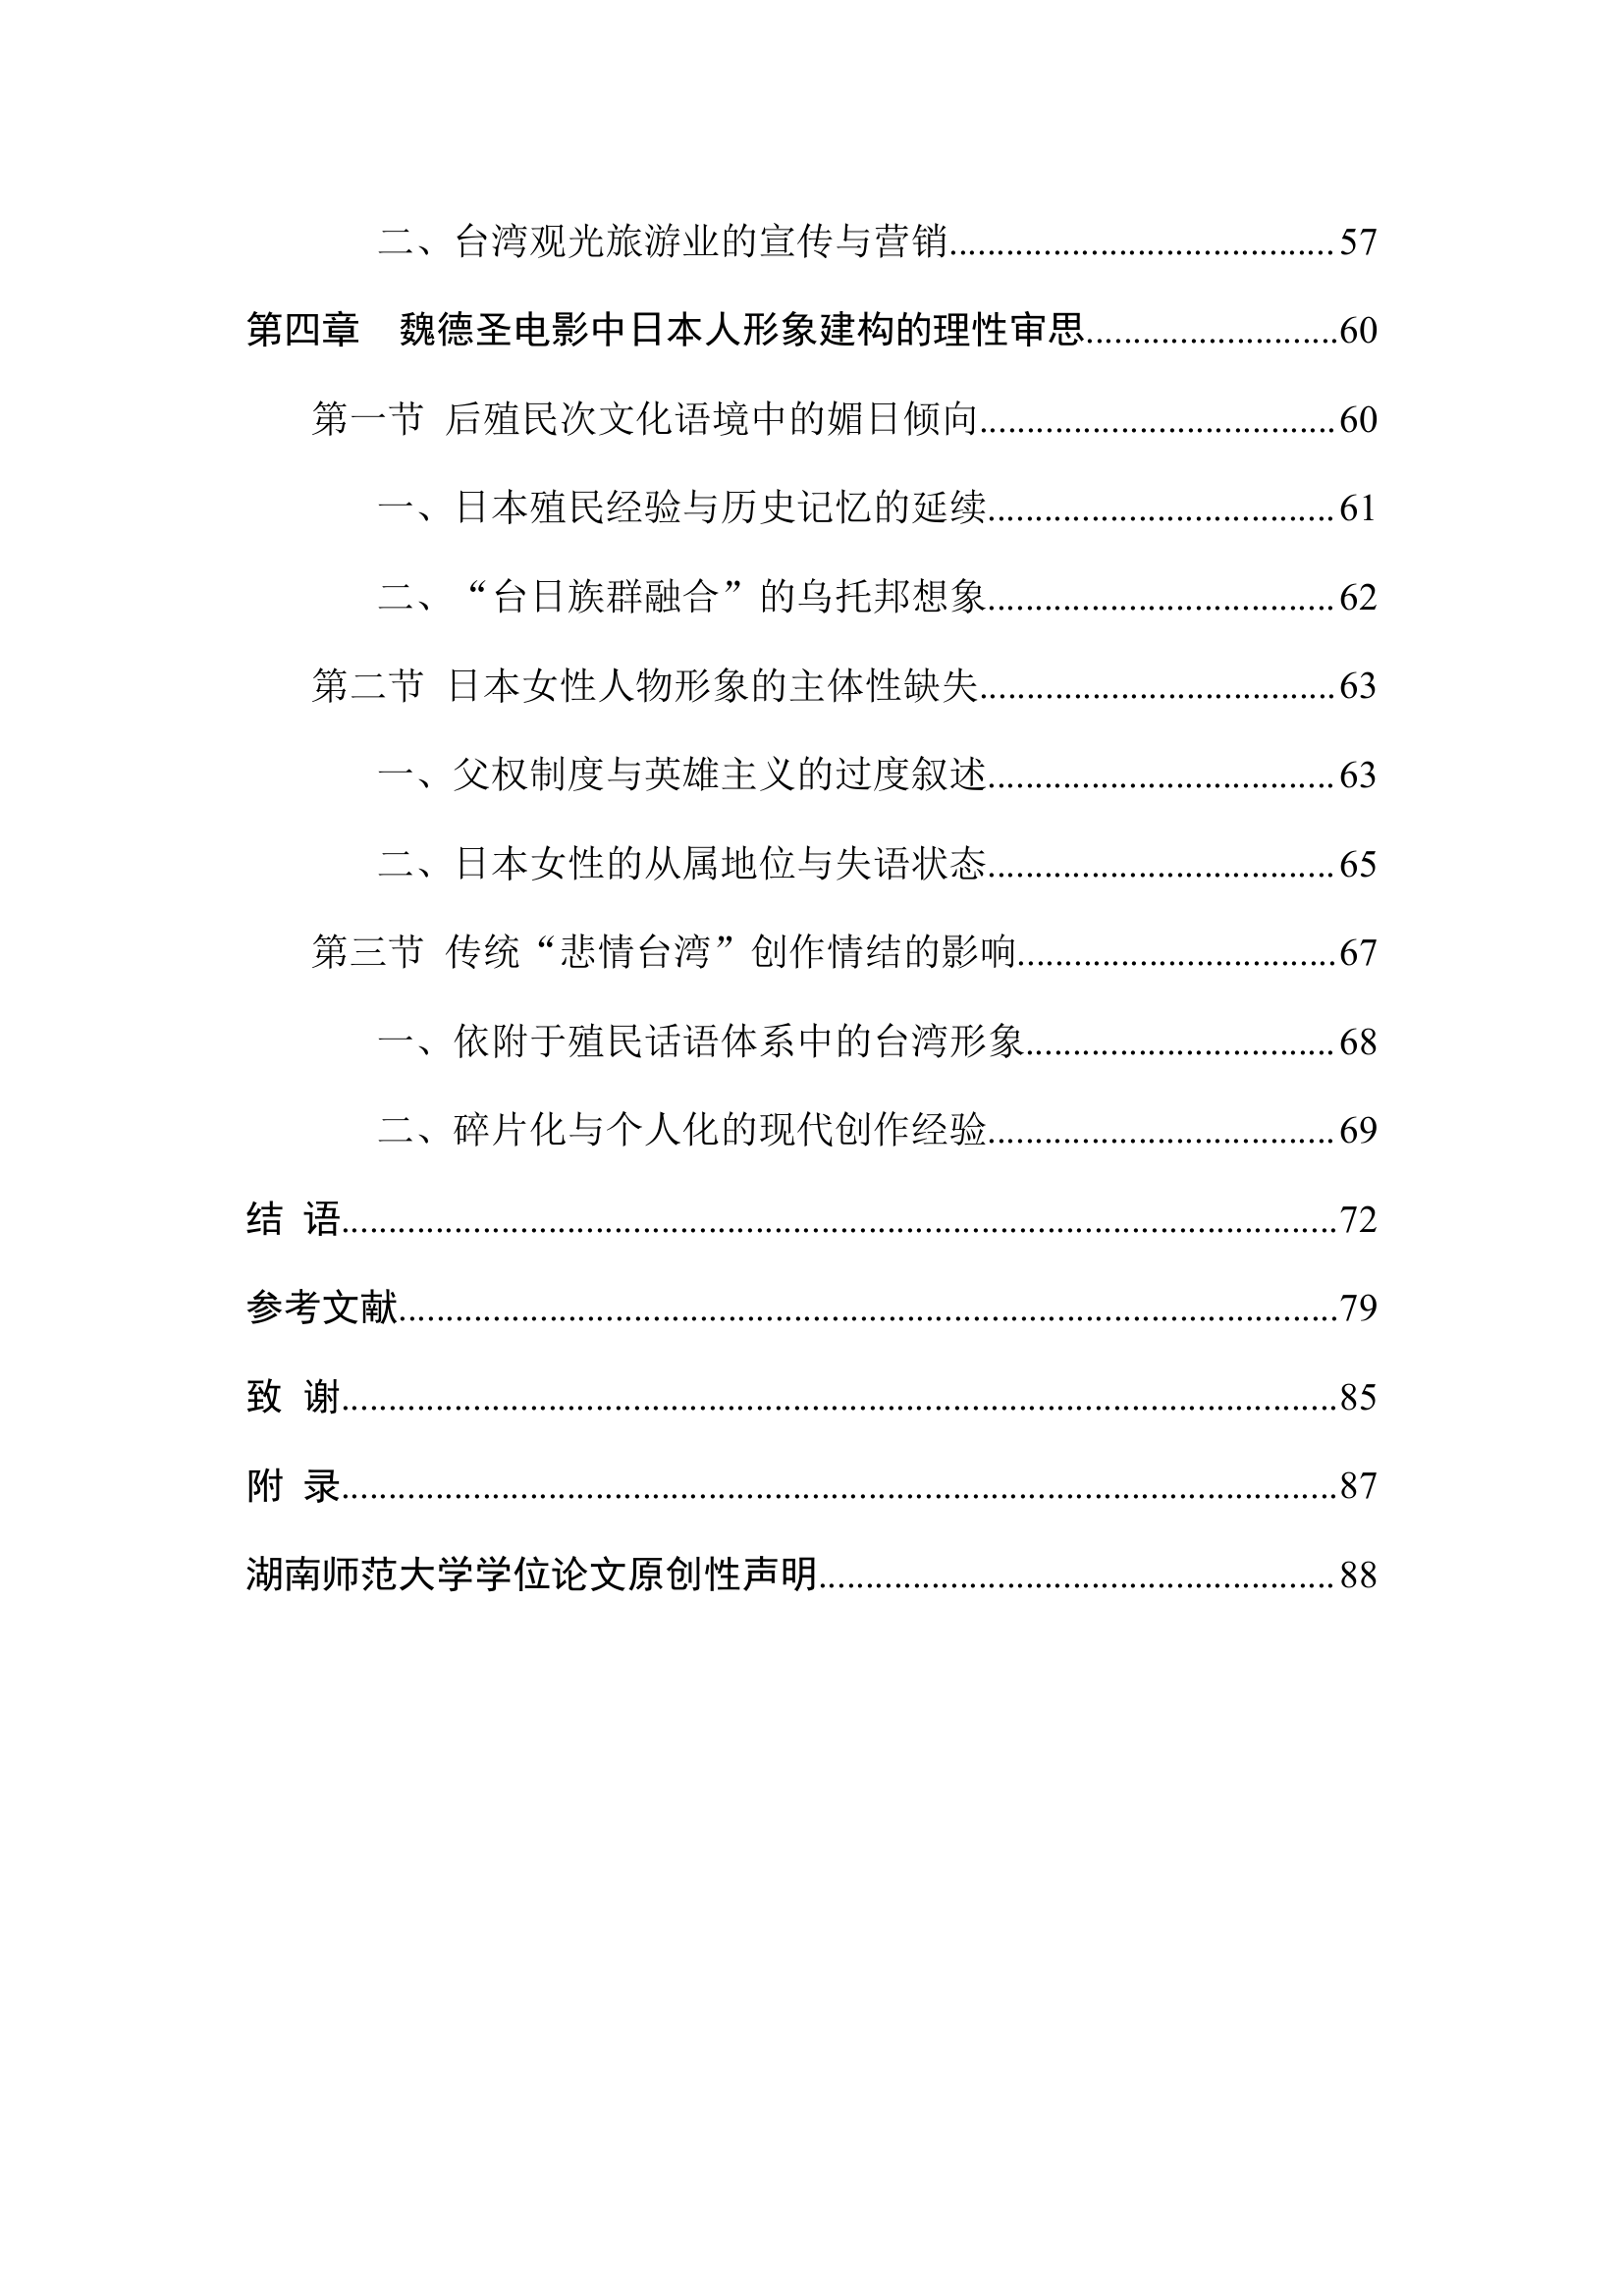 二、台湾观光旅游业的宣传与营销........................................57
第四章　魏德圣电影中日本人形象建构的理性审思..........................60
第一节 后殖民次文化语境中的媚日倾向.....................................60
一、日本殖民经验与历史记忆的延续....................................61
二、“台日族群融合”的乌托邦想象....................................62
第二节 日本女性人物形象的主体性缺失.....................................63
一、父权制度与英雄主义的过度叙述....................................63
二、日本女性的从属地位与失语状态....................................65
第三节 传统“悲情台湾”创作情结的影响.................................67
一、依附于殖民话语体系中的台湾形象................................68
二、碎片化与个人化的现代创作经验....................................69
结 语.........................................................................................................72
参考文献...................................................................................................79
致 谢.........................................................................................................85
附 录.........................................................................................................87
湖南师范大学学位论文原创性声明......................................................88